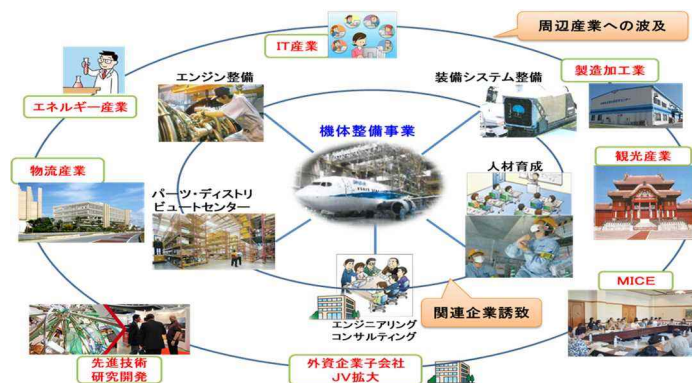 周辺産業への波及
IT産業
エンジン整備
装備システム整備
製造加工業
エネルギー産業
機体整備事業
物流産業
パーツ・ディストリ
ビュートセンター
人材育成
観光産業
関連企業誘致
MICE
エンジニアリング
コンサルティング
先進技術
研究開発
外資企業子会社
JV拡大